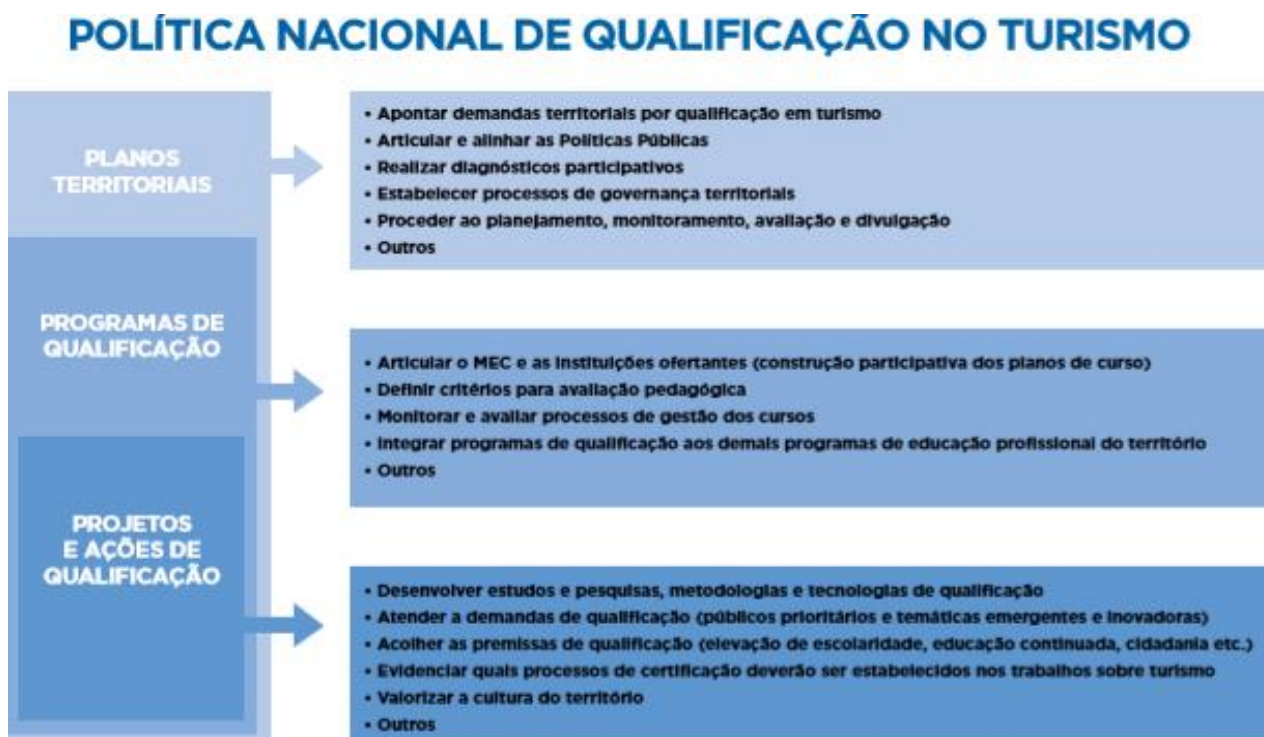 POLÍTICA NACIONAL DE QUALIFICAÇÃO NO TURISMO
PLANOS
TERRITORIAIS
• Apontar demandas territoriais por qualificação em turismo
• Articular e alinhar as Políticas Públicas
• Realizar diagnósticos participativos
• Estabelecer processos de governança territoriais
• Proceder ao planejamento, monitoramento, avaliação e divulgação
• Outros
PROGRAMAS DE
QUALIFICAÇÃO
• Articular o MEC e as instituições ofertantes (construção participativa dos planos de curso)
• Definir critérios para avaliação pedagógica
• Monitorar e avaliar processos de gestão dos cursos
• Integrar programas de qualificação aos demais programas de educação profissional do território
• Outros
PROJETOS
E AÇÕES DE
QUALIFICAÇÃO
• Desenvolver estudos e pesquisas, metodologias e tecnologias de qualificação
• Atender a demandas de qualificação (públicos prioritários e temáticas emergentes e inovadoras)
• Acolher as premissas de qualificação (elevação de escolaridade, educação continuada, cidadania etc.)
• Evidenciar quais processos de certificação deverão ser estabelecidos nos trabalhos sobre turismo
• Valorizar a cultura do território
• Outros